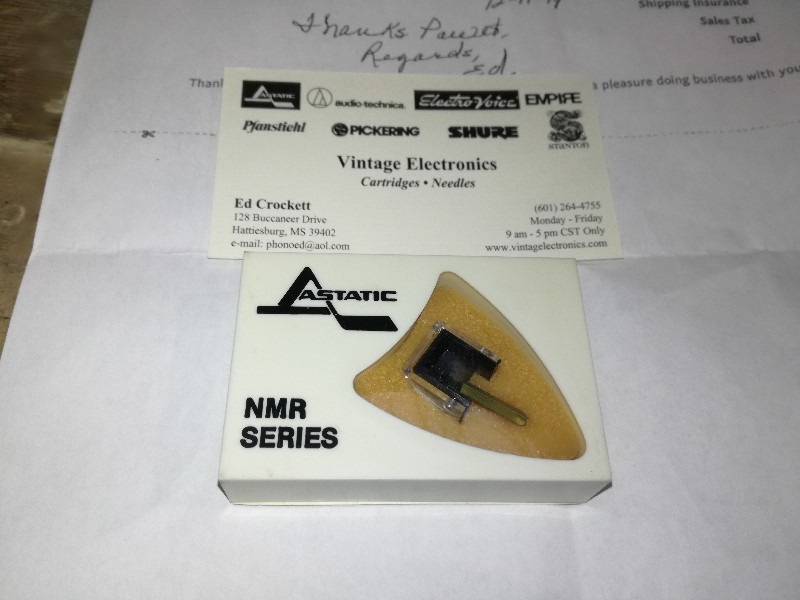 Shipping Insurance
Sales Tax
Total
Thanks
Regards,
Ed.
Thank
a pleasure doing business with you
ASTATIC audio-technica Electro-Voice EMPIRE
Pfanstiehl PICKERING SHURE STANTON
Vintage Electronics
Cartridges • Needles
Ed Crockett
128 Buccaneer Drive
Hattiesburg, MS 39402
e-mail: phonoed@aol.com
(601) 264-4755
Monday - Friday
9 am - 5 pm CST Only
www.vintagelectronics.com
ASTATIC
NMR
SERIES